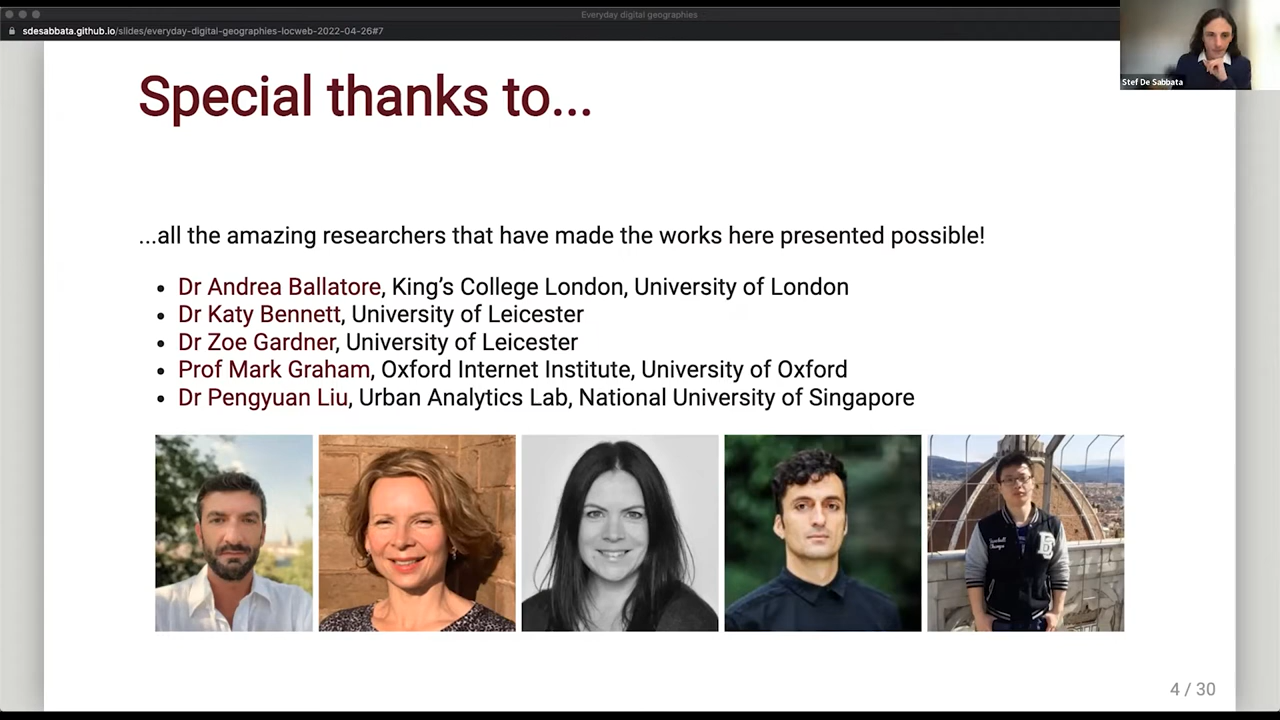 Everyday digital geographies
sdesabbata.github.io/slides/everyday-digital-geographies-locweb-2022-04-26#7
Stef De Sabbata
Special thanks to...
...all the amazing researchers that have made the works here presented possible!
• Dr Andrea Ballatore, King's College London, University of London
• Dr Katy Bennett, University of Leicester
• Dr Zoe Gardner, University of Leicester
• Prof Mark Graham, Oxford Internet Institute, University of Oxford
• Dr Pengyuan Liu, Urban Analytics Lab, National University of Singapore
4 / 30